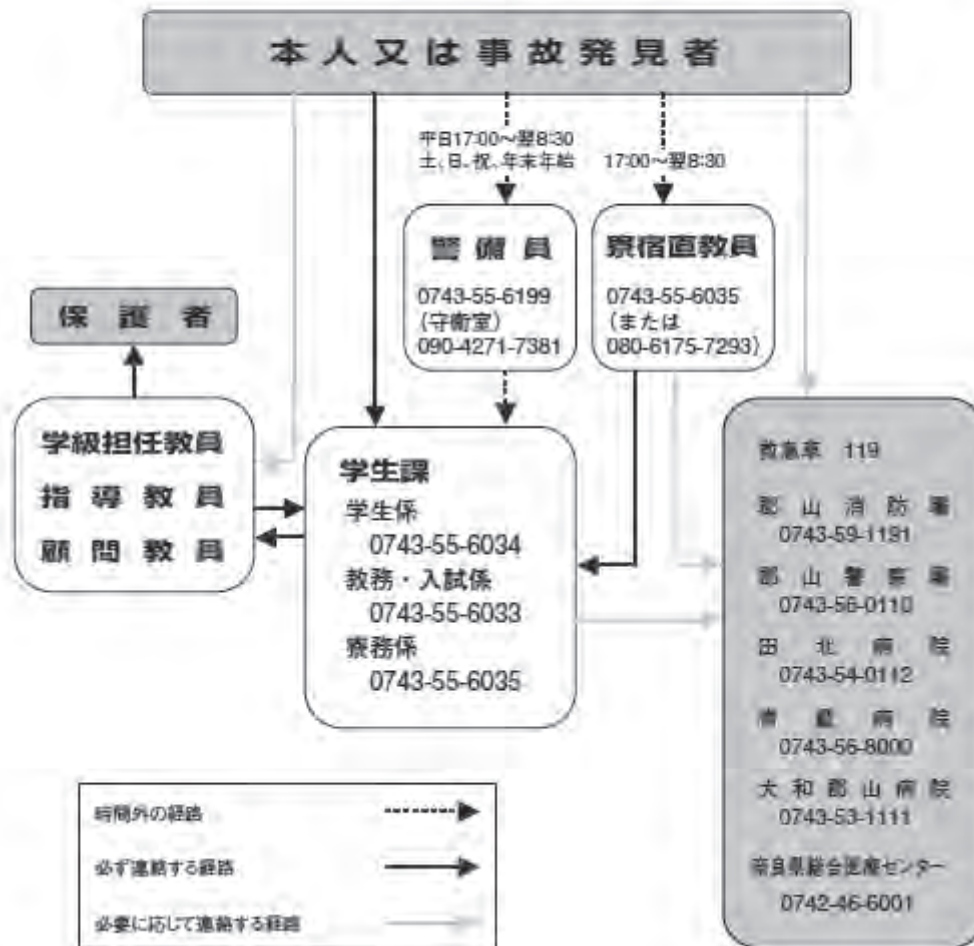 本人又は事故発見者
平日17:00～翌8:30
土、日、祝、年末年始
17:00～翌8:30
警備員
0743-55-6199
(守衛室)
090-4271-7381
寮宿直教員
0743-55-6035
(または
080-6175-7293)
保護者
学級担任教員
指導教員
顧問教員
学生課
学生係
0743-55-6034
教務・入試係
0743-55-6033
寮務係
0743-55-6035
救急車 119
郡山消防署
0743-59-1191
郡山警察署
0743-56-0110
田北病院
0743-54-0112
病院
0743-56-8000
大和郡山病院
0743-53-1111
奈良県総合医療センター
0742-46-6001
時間外の経路
必ず連絡する経路
必要に応じて連絡する経路